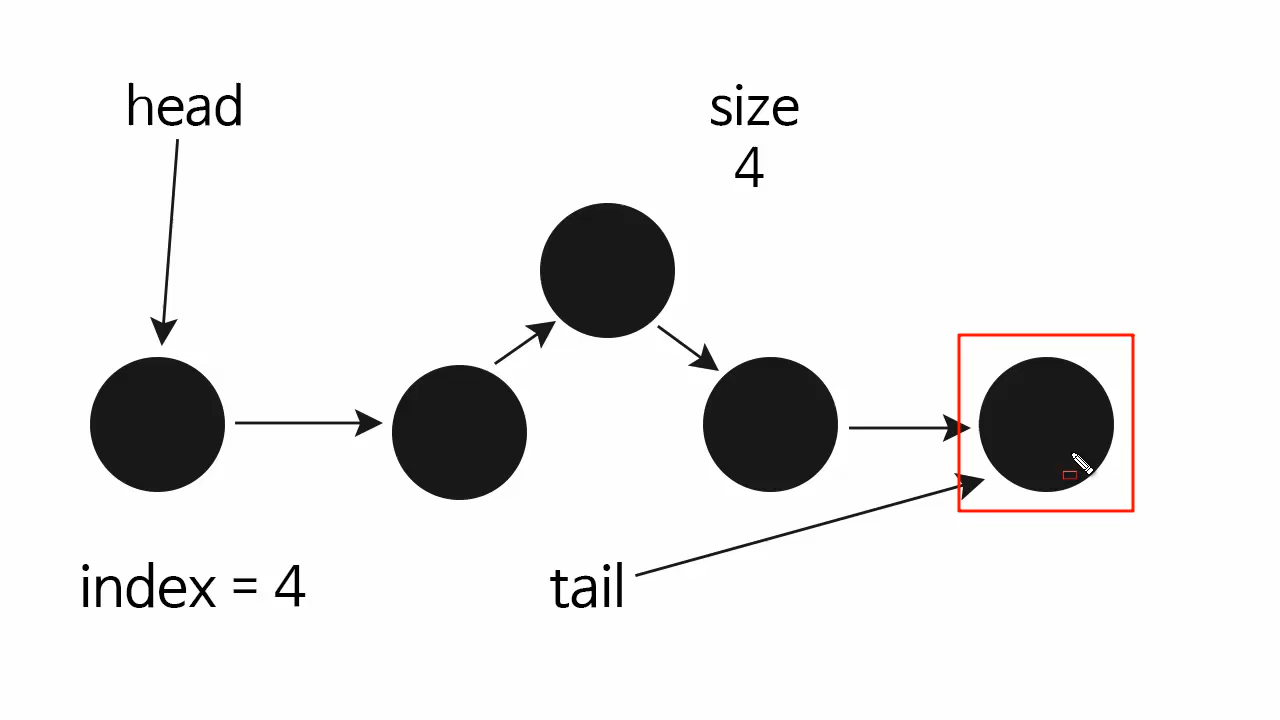 head
size
4
index = 4
tail